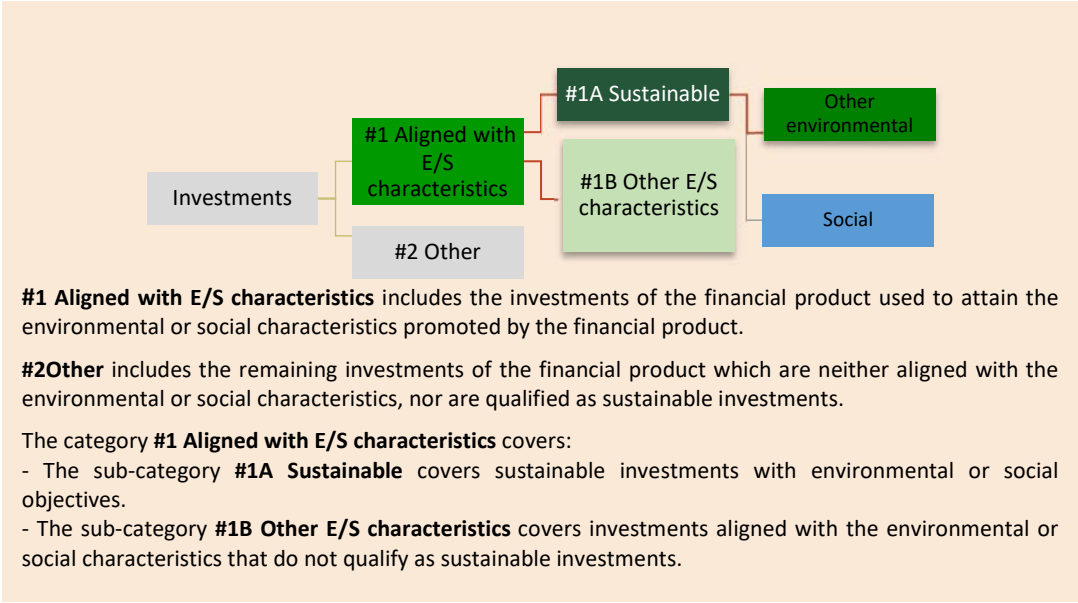 #1A Sustainable
Other
environmental
#1 Aligned with
E/S
characteristics
#1B Other E/S
characteristics
Investments
Social
#2 Other
#1 Aligned with E/S characteristics includes the investments of the financial product used to attain the
environmental or social characteristics promoted by the financial product.
#2Other includes the remaining investments of the financial product which are neither aligned with the
environmental or social characteristics, nor are qualified as sustainable investments.
The category #1 Aligned with E/S characteristics covers:
- The sub-category #1A Sustainable covers sustainable investments with environmental or social
objectives.
- The sub-category #1B Other E/S characteristics covers investments aligned with the environmental or
social characteristics that do not qualify as sustainable investments.